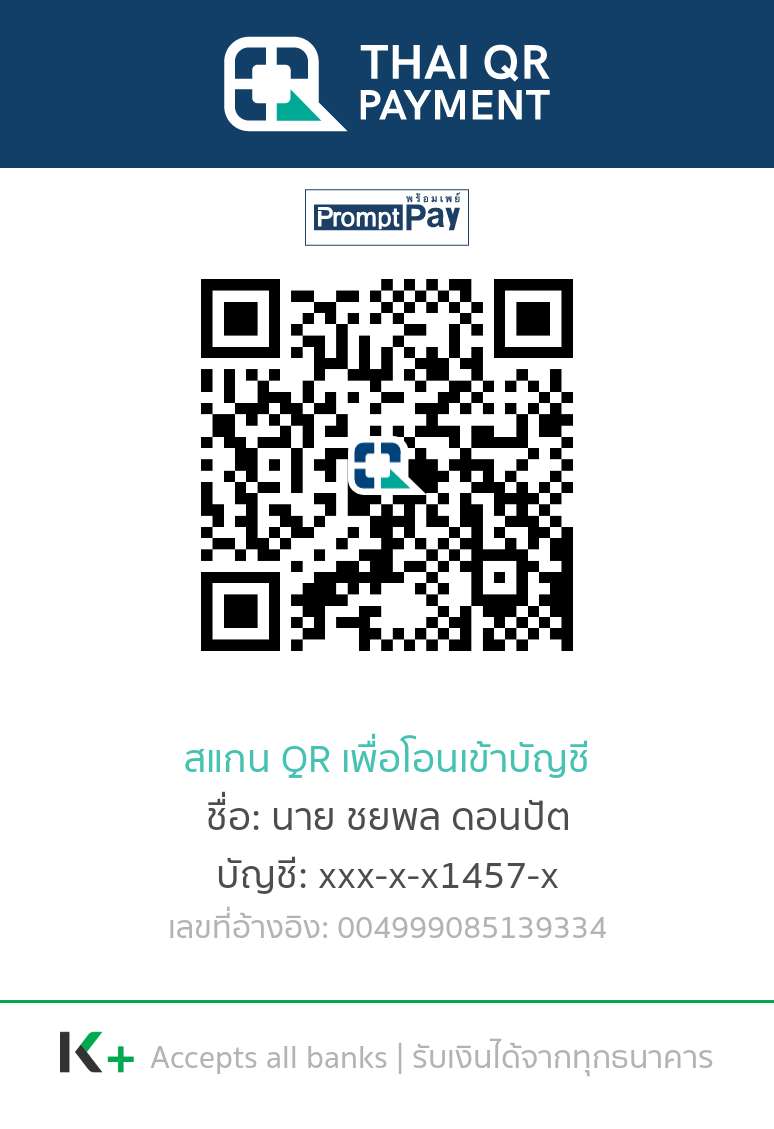 THAI QR
PAYMENT
พร้อมเพย์
PromptPay
สแกน QR เพื่อโอนเข้าบัญชี
ชื่อ: นาย ชยพล ดอนปัต
บัญชี: xxx-x-x1457-x
เลขที่อ้างอิง: 004999085139334
K+ Accepts all banks | รับเงินได้จากทุกธนาคาร